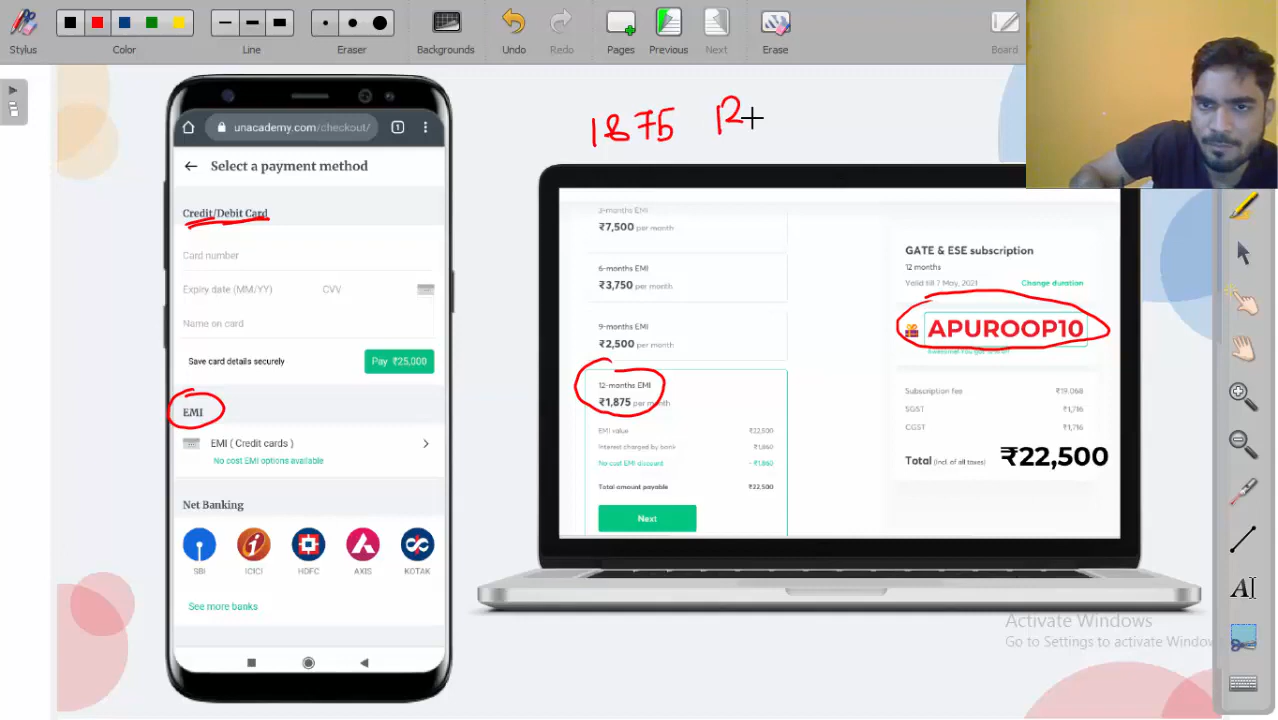 Stylus
Color
Line
Eraser
Backgrounds
Undo
Redo
Pages
Previous
Next
Erase
Board
1875 12
unacademy.com/checkout/
1
Select a payment method
Credit/Debit Card
Card number
Expiry date (MM/YY) CVV
Name on card
Save card details securely Pay ₹25,000
EMI
EMI ( Credit cards )
No cost EMI options available
Net Banking
SBI ICICI HDFC AXIS KOTAK
See more banks
3-months EMI
₹7,500 per month
6-months EMI
₹3,750 per month
9-months EMI
₹2,500 per month
12-months EMI
₹1,875 per month
EMI value ₹22,500
Interest charged by bank ₹1,860
No cost EMI discount - ₹1,860
Total amount payable ₹22,500
Next
GATE & ESE subscription
12 months
Valid till 7 May, 2021 Change duration
APUROOP10
Subscription fee ₹19,068
SGST ₹1,716
CGST ₹1,716
Total (Incl. of all taxes) ₹22,500
Activate Windows
Go to Settings to activate Window
A